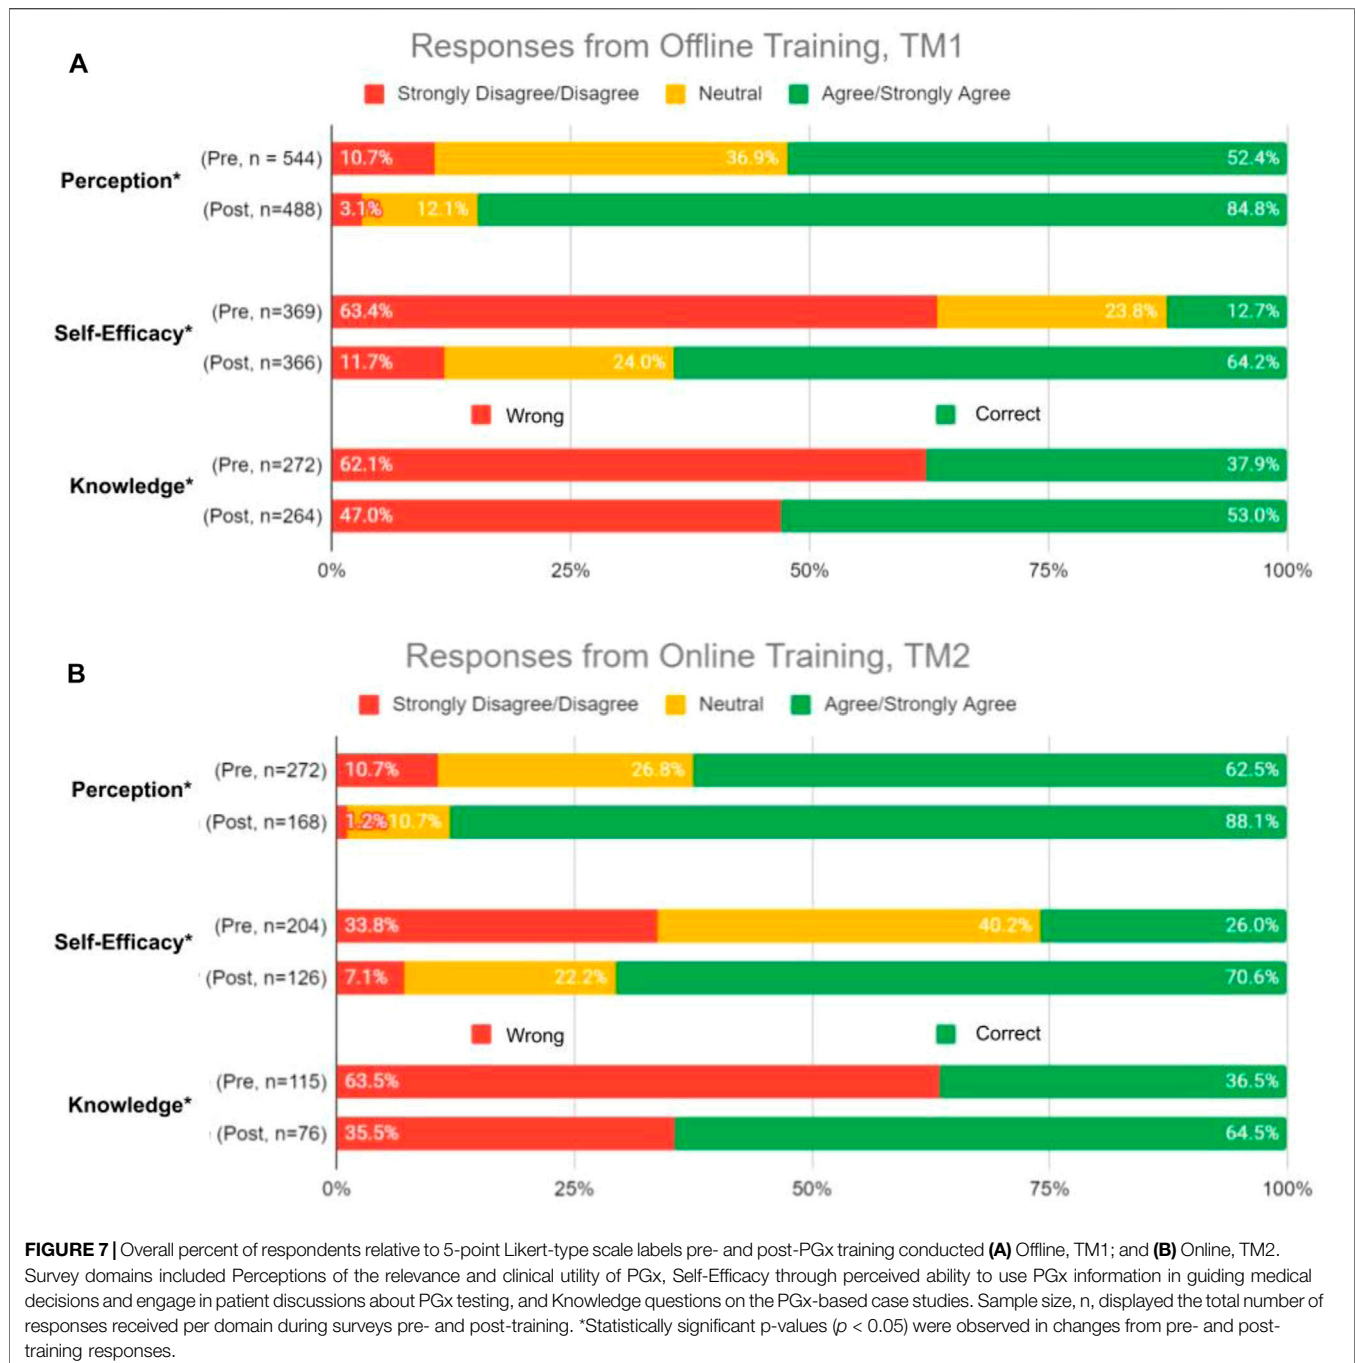 A
Responses from Offline Training, TM1
Strongly Disagree/Disagree Neutral Agree/Strongly Agree
Perception*
(Pre, n = 544) 10.7% 36.9% 52.4%
(Post, n=488) 3.1% 12.1% 84.8%
Self-Efficacy*
(Pre, n=369) 63.4% 23.8% 12.7%
(Post, n=366) 11.7% 24.0% 64.2%
Wrong Correct
Knowledge*
(Pre, n=272) 62.1% 37.9%
(Post, n=264) 47.0% 53.0%
0% 25% 50% 75% 100%
B
Responses from Online Training, TM2
Strongly Disagree/Disagree Neutral Agree/Strongly Agree
Perception*
(Pre, n=272) 10.7% 26.8% 62.5%
(Post, n=168) 1.2% 10.7% 88.1%
Self-Efficacy*
(Pre, n=204) 33.8% 40.2% 26.0%
(Post, n=126) 7.1% 22.2% 70.6%
Wrong Correct
Knowledge*
(Pre, n=115) 63.5% 36.5%
(Post, n=76) 35.5% 64.5%
0% 25% 50% 75% 100%
FIGURE 7 | Overall percent of respondents relative to 5-point Likert-type scale labels pre- and post-PGx training conducted (A) Offline, TM1; and (B) Online, TM2.
Survey domains included Perceptions of the relevance and clinical utility of PGx, Self-Efficacy through perceived ability to use PGx information in guiding medical
decisions and engage in patient discussions about PGx testing, and Knowledge questions on the PGx-based case studies. Sample size, n, displayed the total number of
responses received per domain during surveys pre- and post-training. *Statistically significant p-values (p < 0.05) were observed in changes from pre- and post-
training responses.